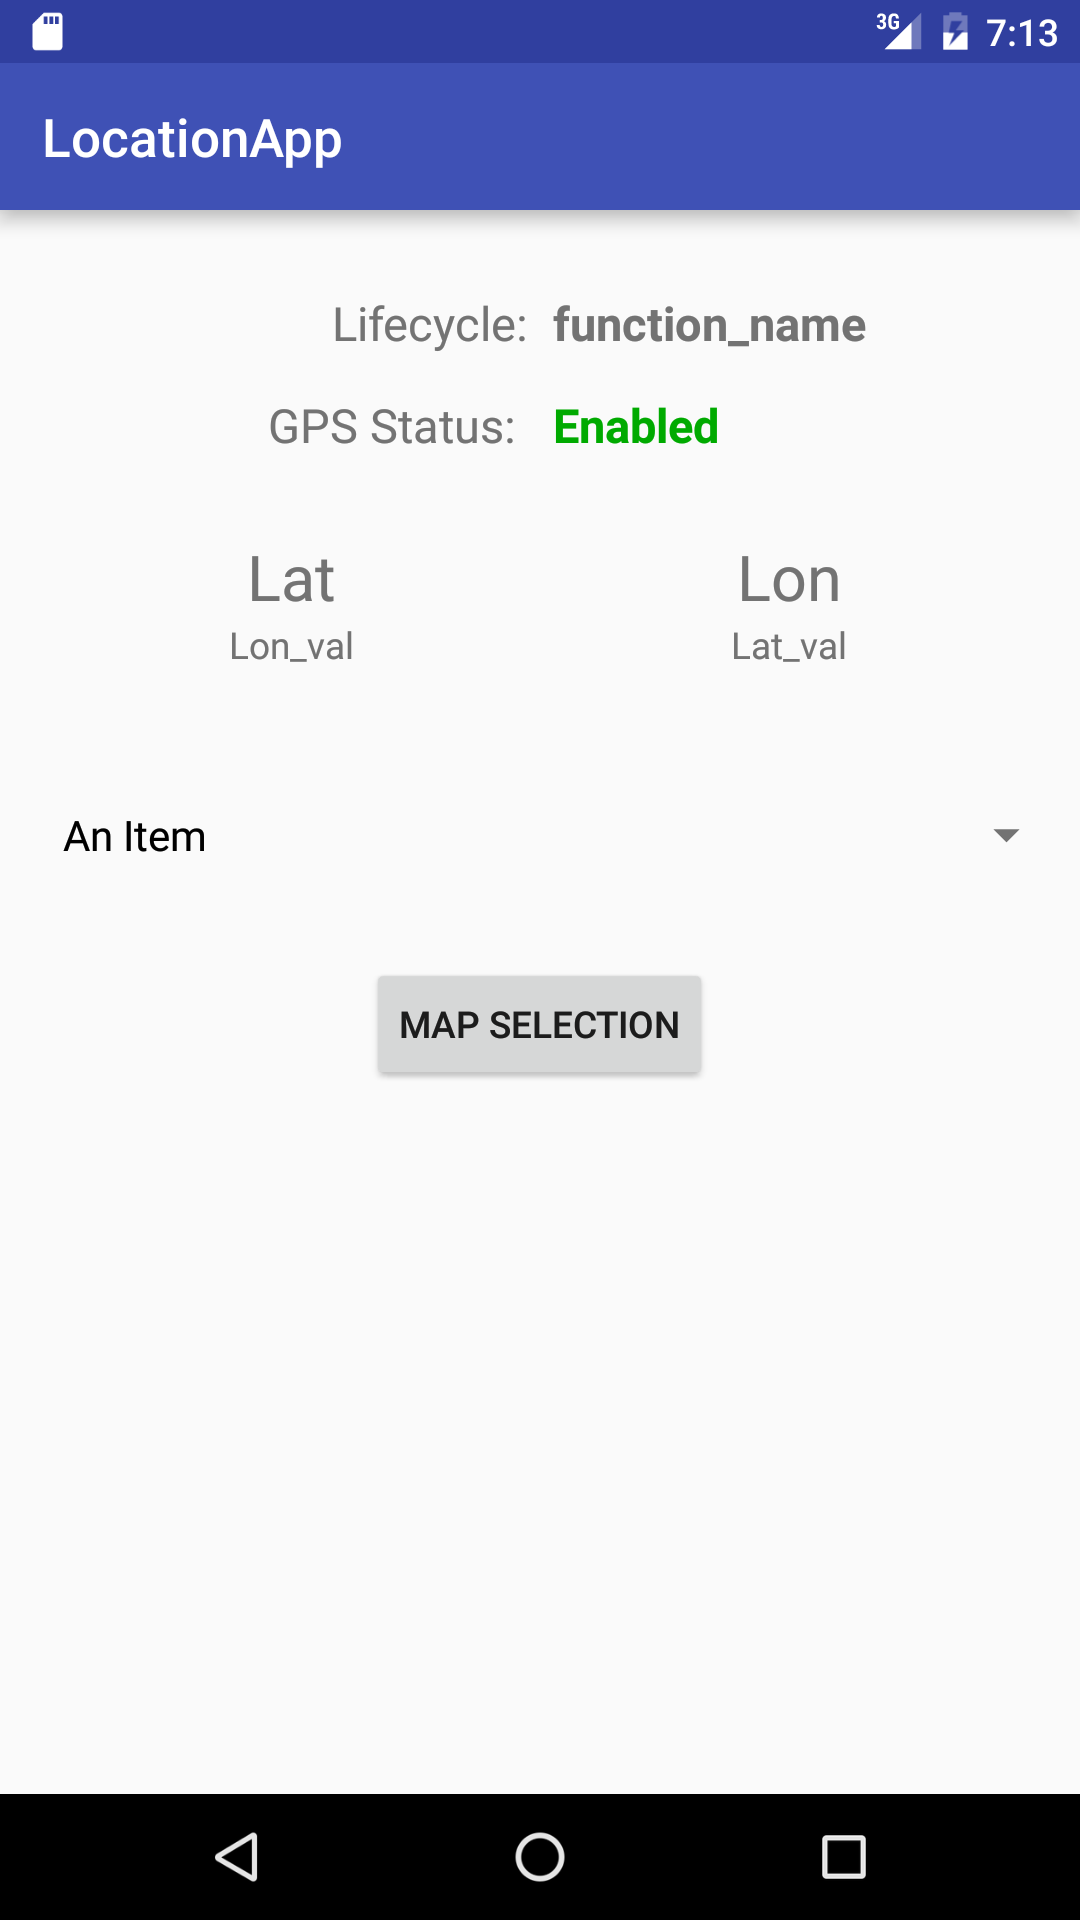 3G 7:13
LocationApp
Lifecycle: function_name
GPS Status: Enabled
Lat Lon
Lon_val Lat_val
An Item
MAP SELECTION